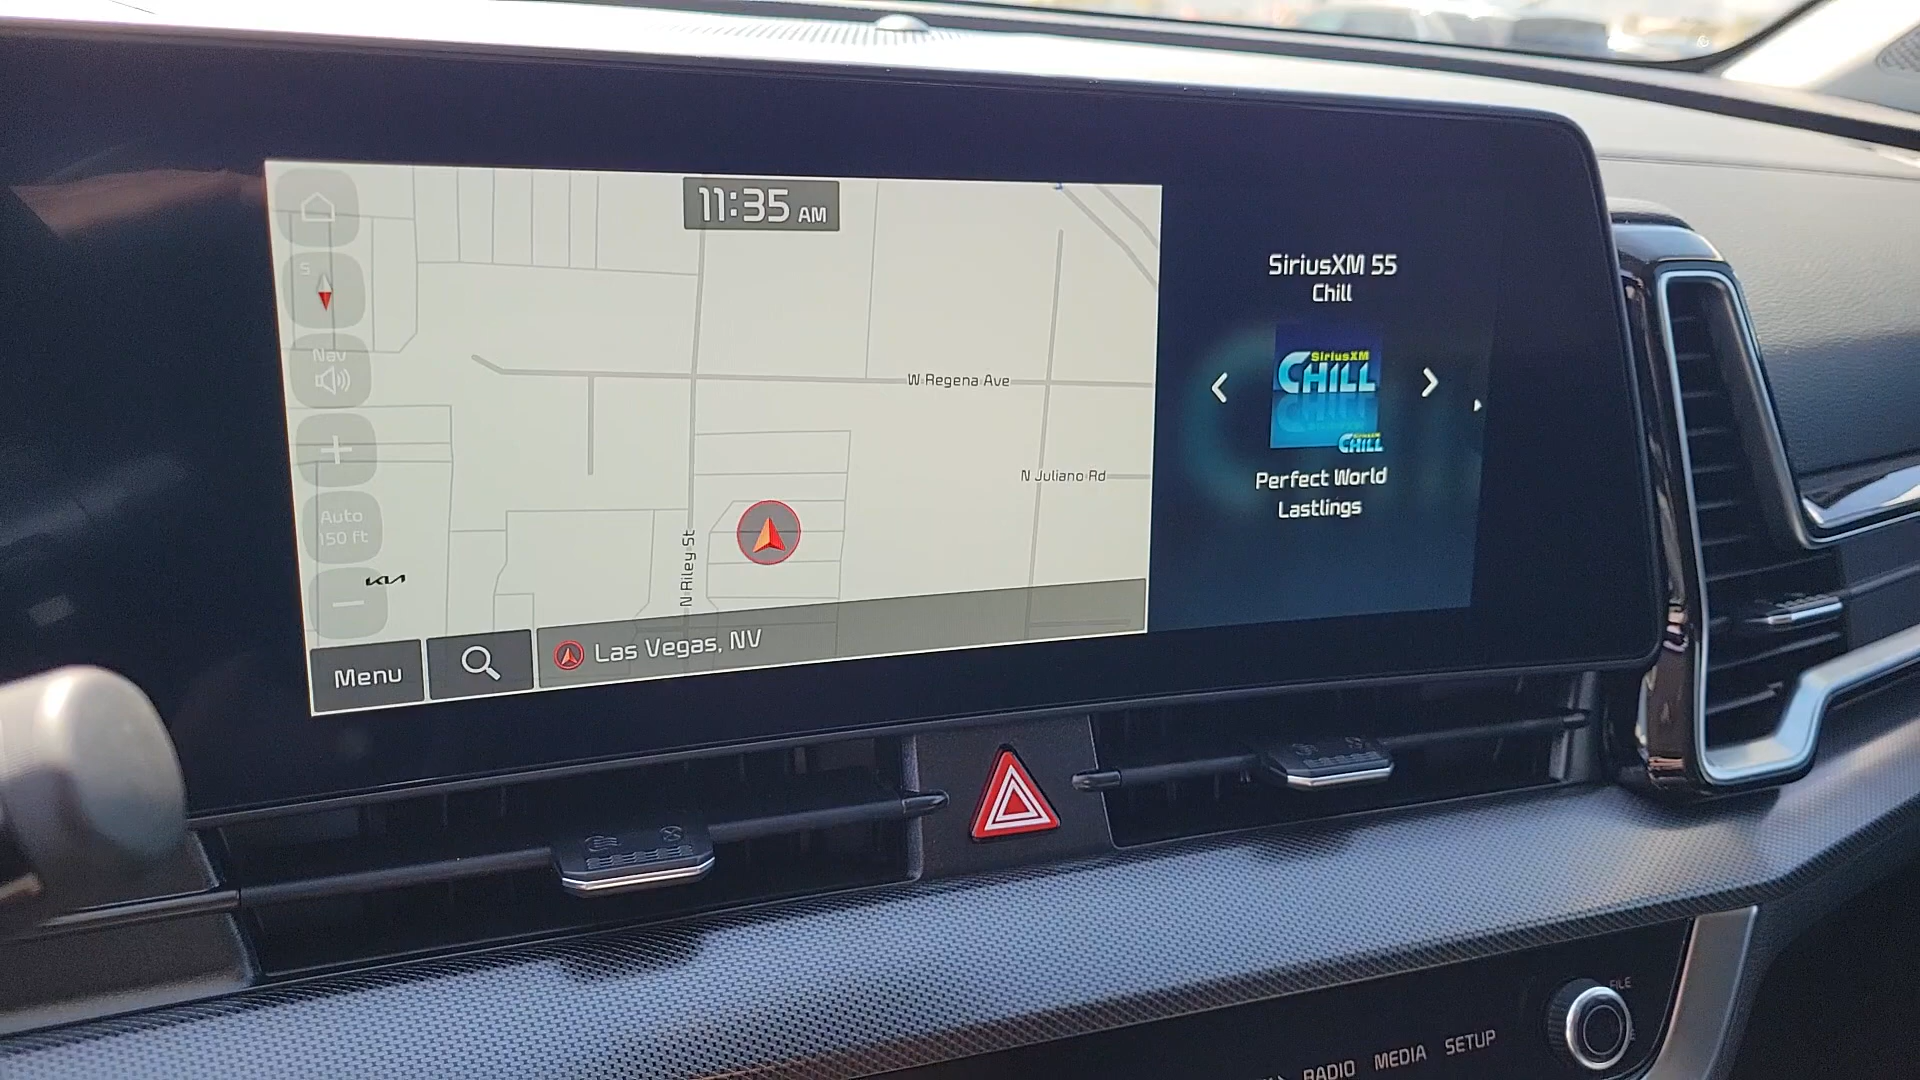 11:35 AM
S
Nav
Auto
150 ft
KIA
W Regena Ave
N Juliano Rd
N Riley St
Menu
Las Vegas, NV
SiriusXM 55
Chill
SiriusXM
CHILL
CHILL
Perfect World
Lastlings
FILE
RADIO
MEDIA
SETUP